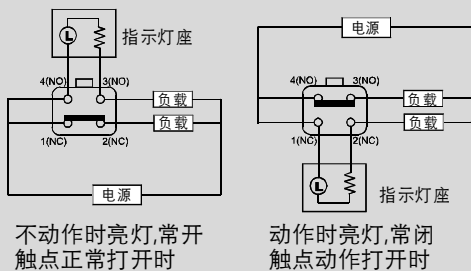 L
指示灯座
4(NO) 3(NO)
负载
负载
1(NC) 2(NC)
电源
不动作时亮灯,常开
触点正常打开时
电源
4(NO) 3(NO)
负载
负载
1(NC) 2(NC)
L
指示灯座
动作时亮灯,常闭
触点动作打开时